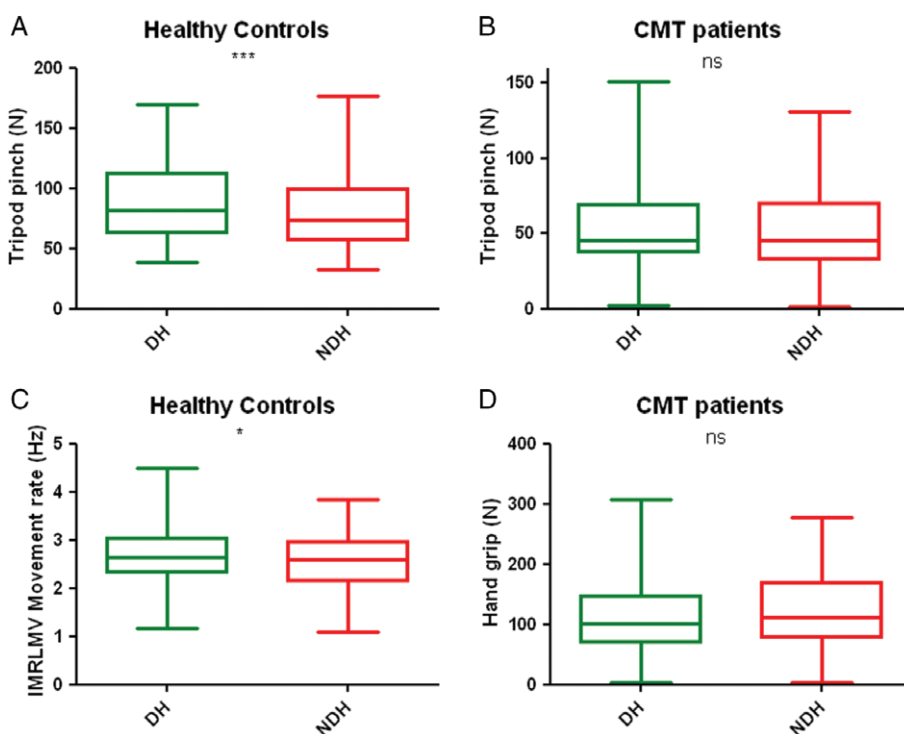 A
Healthy Controls
***
Tripod pinch (N)
200
150
100
50
0
DH
NDH
B
CMT patients
ns
Tripod pinch (N)
150
100
50
0
DH
NDH
C
Healthy Controls
*
IMRLMV Movement rate (Hz)
5
4
3
2
1
0
DH
NDH
D
CMT patients
ns
Hand grip (N)
400
300
200
100
0
DH
NDH